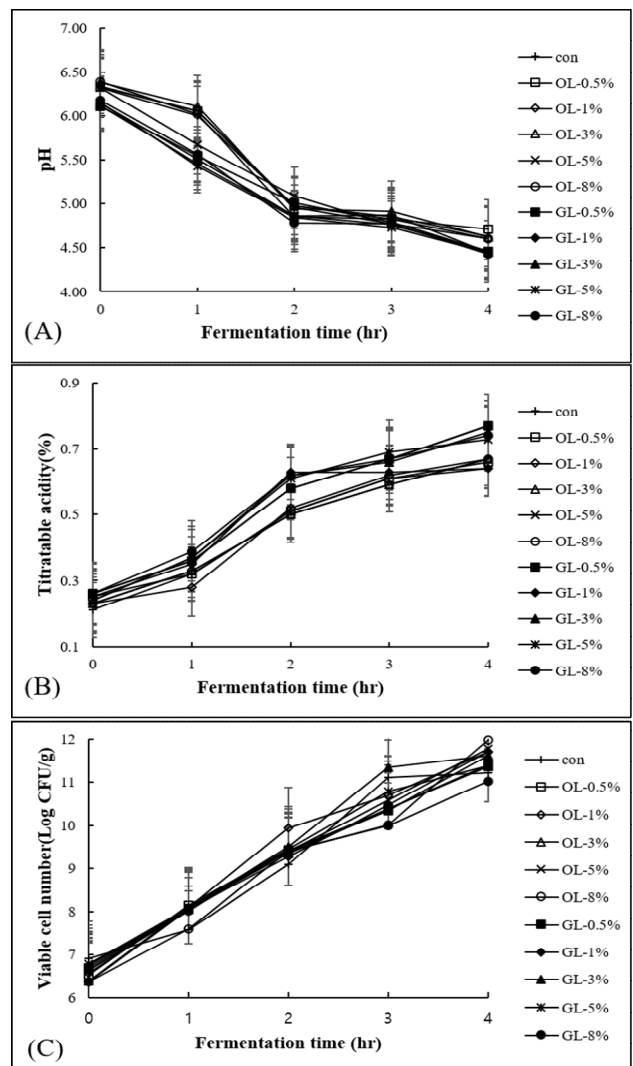 7.00
6.50
6.00
5.50
5.00
4.50
4.00
pH
0 1 2 3 4
Fermentation time (hr)
(A)
con
OL-0.5%
OL-1%
OL-3%
OL-5%
OL-8%
GL-0.5%
GL-1%
GL-3%
GL-5%
GL-8%
0.9
0.7
0.5
0.3
0.1
Titratable acidity(%)
0 1 2 3 4
Fermentation time (hr)
(B)
con
OL-0.5%
OL-1%
OL-3%
OL-5%
OL-8%
GL-0.5%
GL-1%
GL-3%
GL-5%
GL-8%
12
11
10
9
8
7
6
Viable cell number(Log CFU/g)
0 1 2 3 4
Fermentation time (hr)
(C)
con
OL-0.5%
OL-1%
OL-3%
OL-5%
OL-8%
GL-0.5%
GL-1%
GL-3%
GL-5%
GL-8%